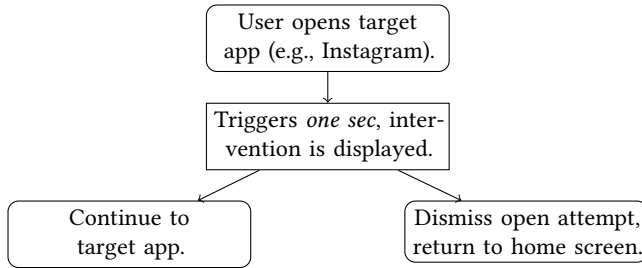 User opens target
app (e.g., Instagram).
Triggers one sec, inter-
vention is displayed.
Continue to
target app.
Dismiss open attempt,
return to home screen.